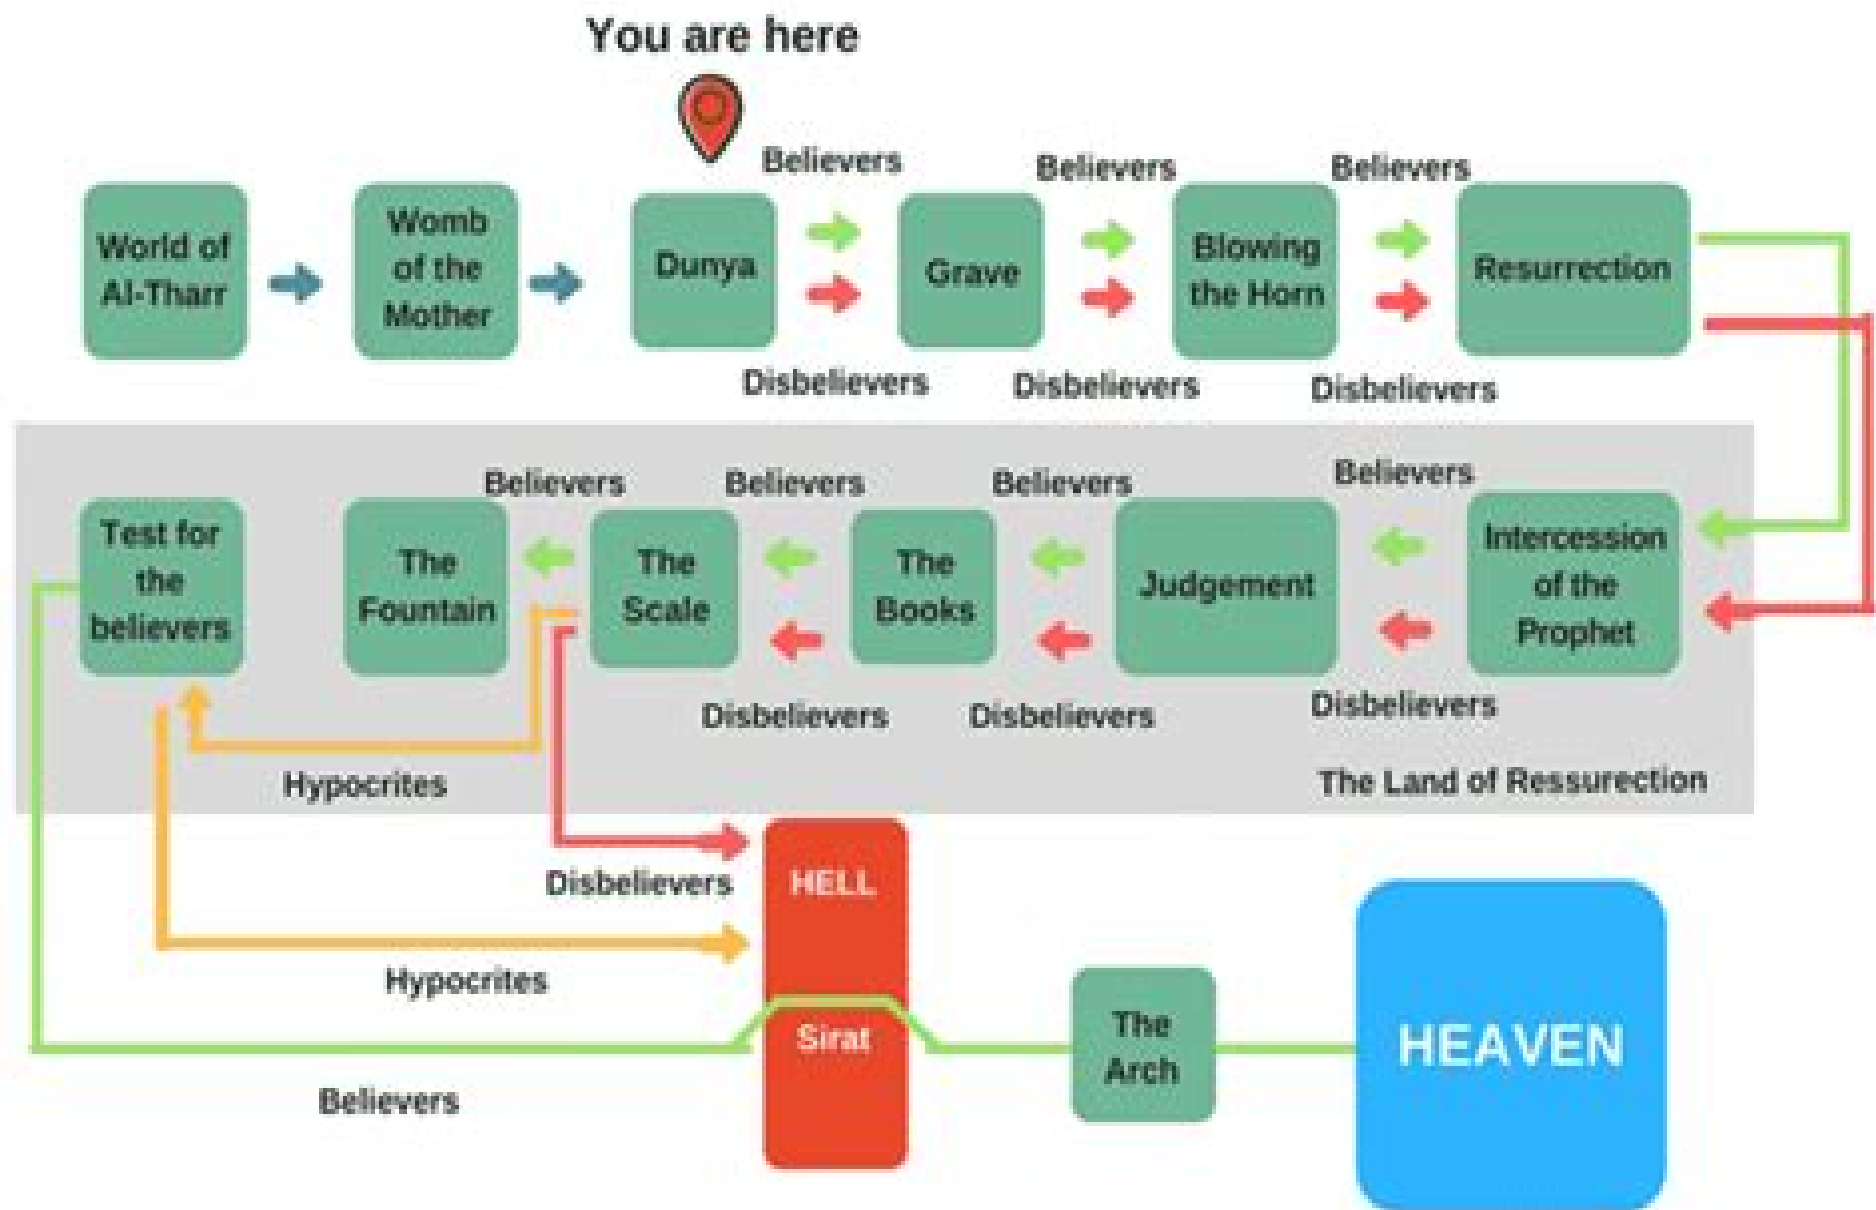 You are here
Believers
Believers
Believers
World of
Al-Tharr
Womb
of the
Mother
Dunya
Grave
Blowing
the Horn
Resurrection
Disbelievers
Disbelievers
Disbelievers
Believers
Believers
Believers
Believers
Test for
the
believers
The
Fountain
The
Scale
The
Books
Judgement
Intercession
of the
Prophet
Disbelievers
Disbelievers
Disbelievers
Hypocrites
The Land of Ressurection
HELL
Disbelievers
Hypocrites
Sirat
The
Arch
HEAVEN
Believers